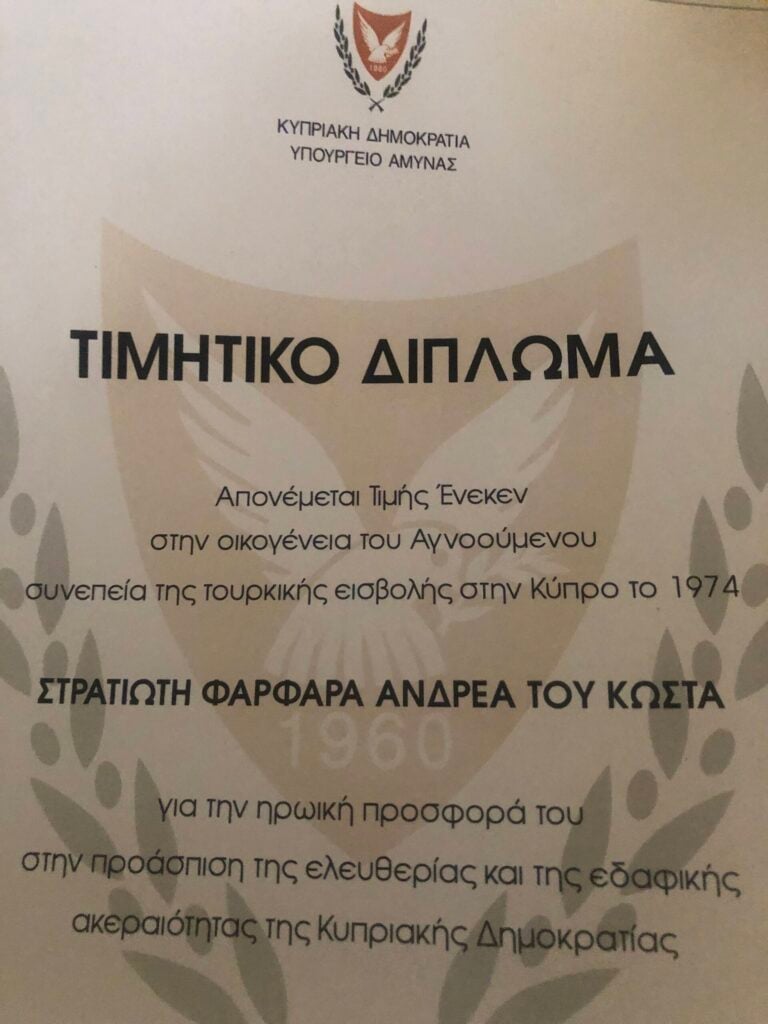 1960
ΚΥΠΡΙΑΚΗ ΔΗΜΟΚΡΑΤΙΑ
ΥΠΟΥΡΓΕΙΟ ΑΜΥΝΑΣ
ΤΙΜΗΤΙΚΟ ΔΙΠΛΩΜΑ
Απονέμεται Τιμής Ένεκεν
στην οικογένεια του Αγνοούμενου
συνεπεία της τουρκικής εισβολής στην Κύπρο το 1974
ΣΤΡΑΤΙΩΤΗ ΦΑΡΦΑΡΑ ΑΝΔΡΕΑ ΤΟΥ ΚΩΣΤΑ
1960
για την ηρωική προσφορά του
στην προάσπιση της ελευθερίας και της εδαφικής
ακεραιότητας της Κυπριακής Δημοκρατίας